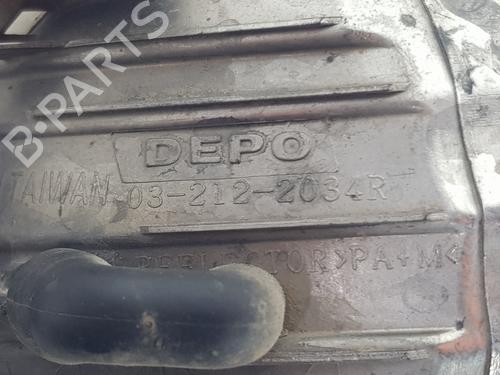 B-PARTS
DEPO
TAIWAN 03-212-2034R
REFLECTOR>PA+M<